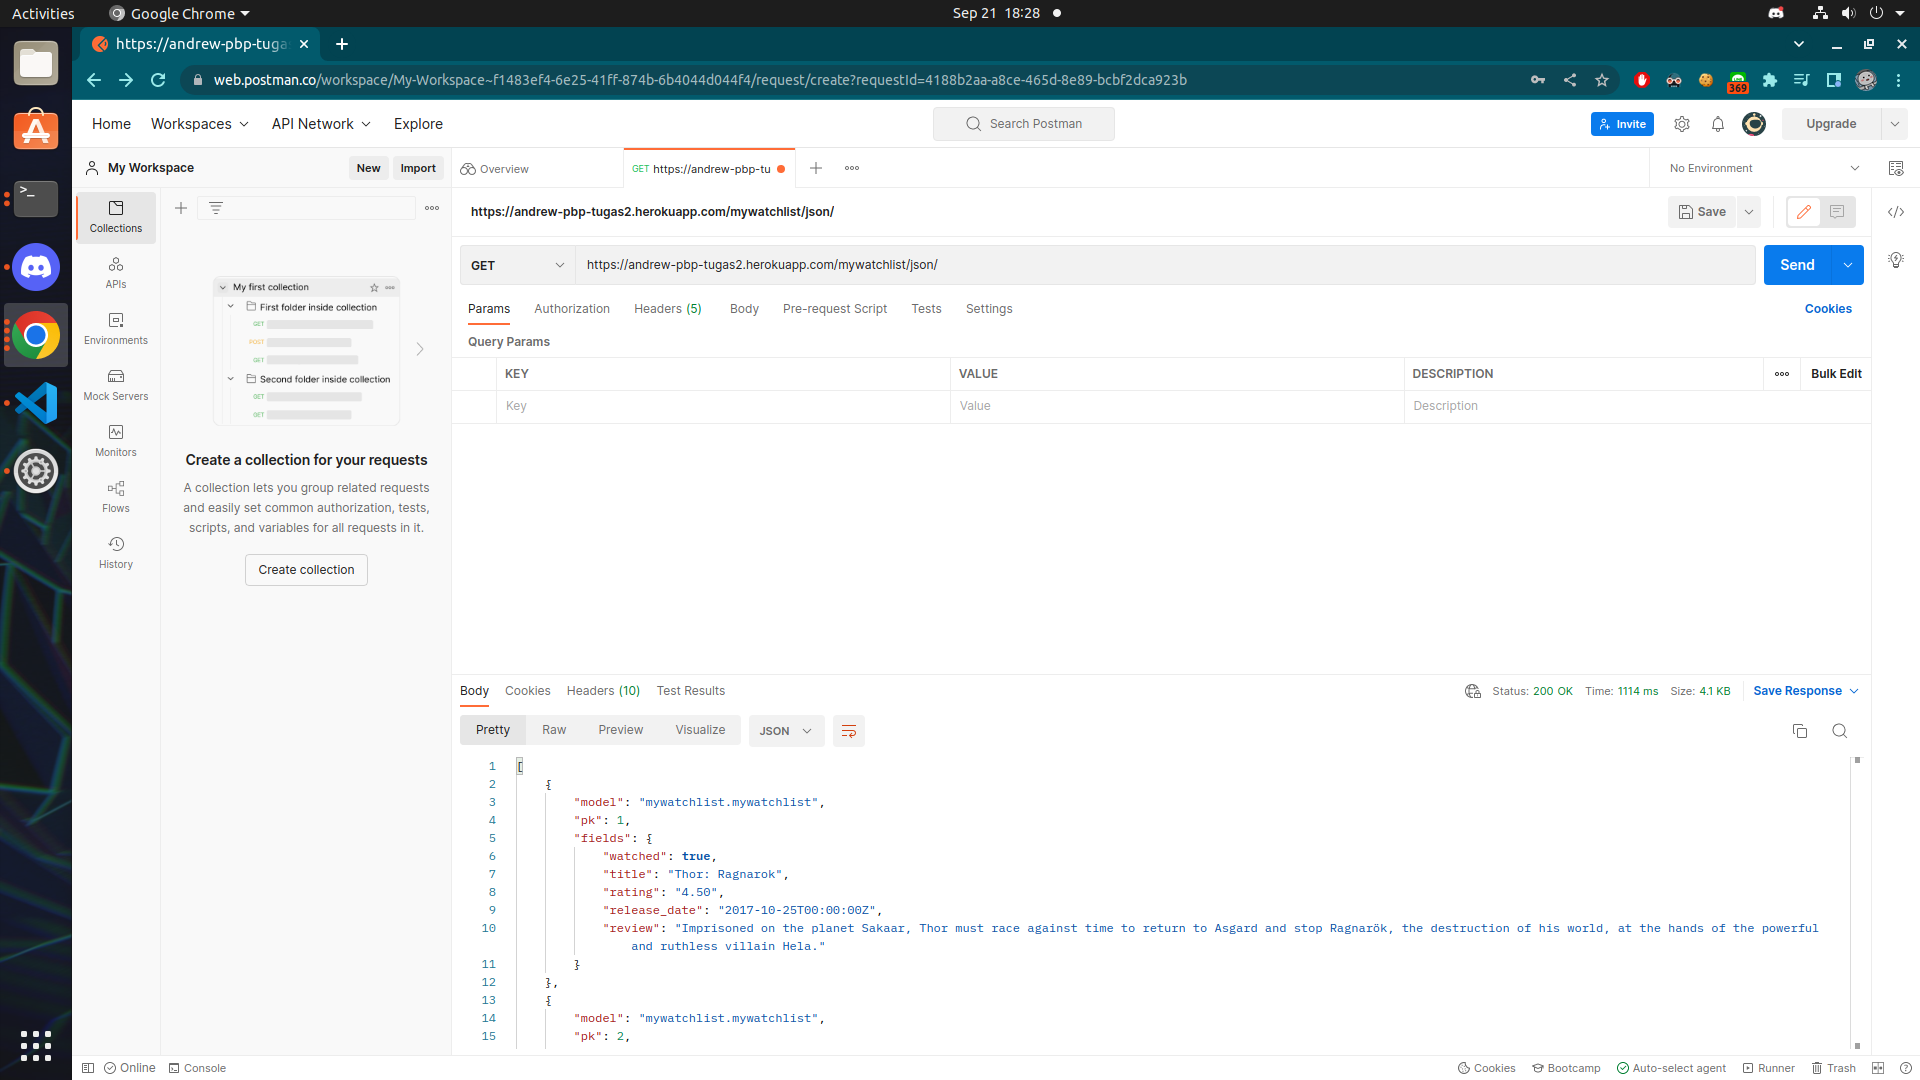 Activities
Google Chrome
Sep 21 18:28
https://andrew-pbp-tuga
web.postman.co/workspace/My-Workspace~f1483ef4-6e25-41ff-874b-6b4044d044f4/request/create?requestId=4188b2aa-a8ce-465d-8e89-bcbf2dca923b
369
Home
Workspaces
API Network
Explore
Search Postman
Invite
Upgrade
My Workspace
New
Import
Overview
GET https://andrew-pbp-tu
No Environment
Collections
APIs
Environments
Mock Servers
Monitors
Flows
History
My first collection
First folder inside collection
GET
POST
GET
Second folder inside collection
GET
GET
Create a collection for your requests
A collection lets you group related requests
and easily set common authorization, tests,
scripts, and variables for all requests in it.
Create collection
https://andrew-pbp-tugas2.herokuapp.com/mywatchlist/json/
Save
GET
https://andrew-pbp-tugas2.herokuapp.com/mywatchlist/json/
Send
Params
Authorization
Headers (5)
Body
Pre-request Script
Tests
Settings
Cookies
Query Params
KEY
VALUE
DESCRIPTION
Bulk Edit
Key
Value
Description
Body
Cookies
Headers (10)
Test Results
Status: 200 OK
Time: 1114 ms
Size: 4.1 KB
Save Response
Pretty
Raw
Preview
Visualize
JSON
1 [
2 {
3 "model": "mywatchlist.mywatchlist",
4 "pk": 1,
5 "fields": {
6 "watched": true,
7 "title": "Thor: Ragnarok",
8 "rating": "4.50",
9 "release_date": "2017-10-25T00:00:00Z",
10 "review": "Imprisoned on the planet Sakaar, Thor must race against time to return to Asgard and stop Ragnarök, the destruction of his world, at the hands of the powerful
and ruthless villain Hela."
11 }
12 },
13 {
14 "model": "mywatchlist.mywatchlist",
15 "pk": 2,
Online
Console
Cookies
Bootcamp
Auto-select agent
Runner
Trash